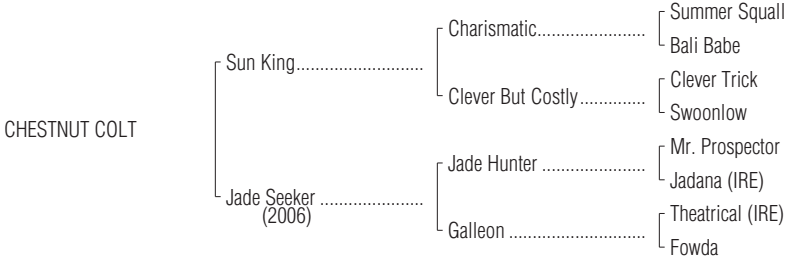 Summer Squall
Charismatic........................
Bali Babe
Sun King...........................
Clever Trick
Clever But Costly..............
Swoonlow
CHESTNUT COLT
Mr. Prospector
Jade Hunter ......................
Jadana (IRE)
Jade Seeker ......................
(2006)
Theatrical (IRE)
Galleon .............................
Fowda